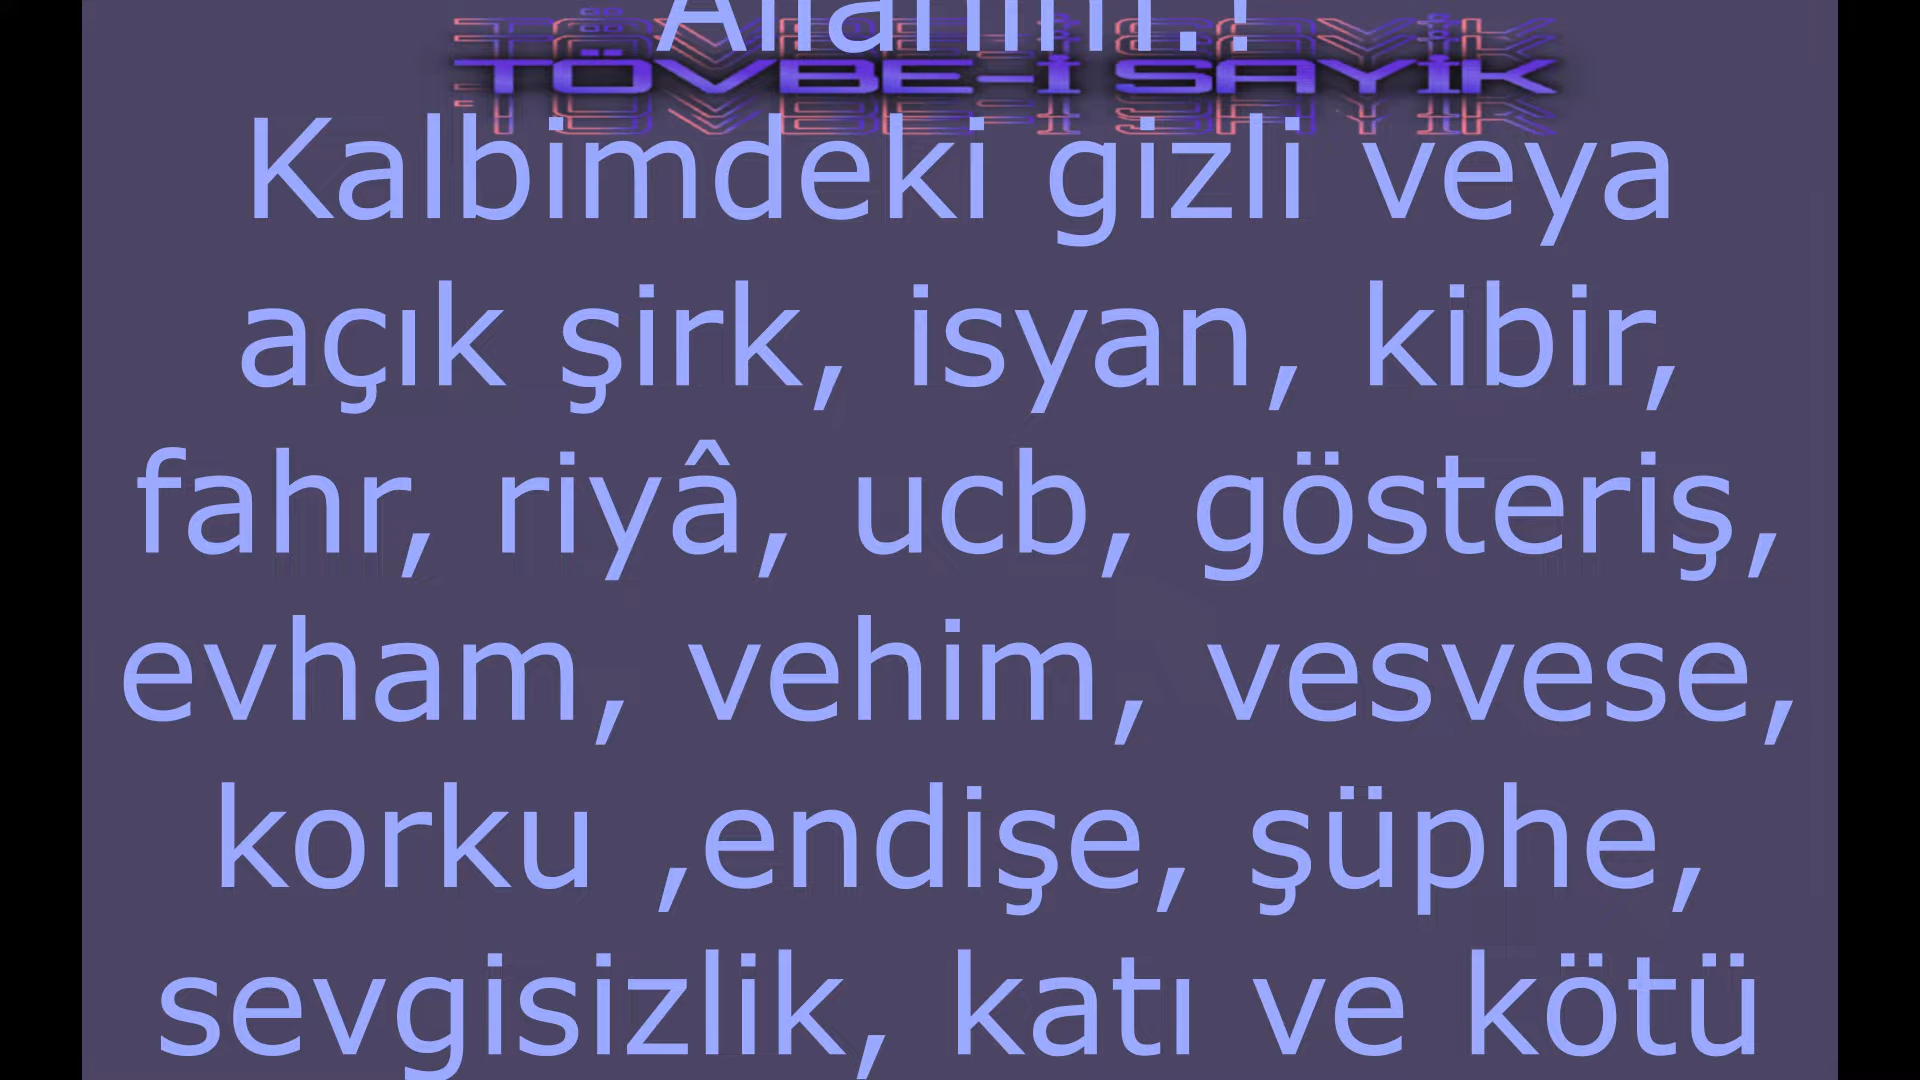 Allahım.!
TÖVBE-İ SAYİK
Kalbimdeki gizli veya
açık şirk, isyan, kibir,
fahr, riyâ, ucb, gösteriş,
evham, vehim, vesvese,
korku ,endişe, şüphe,
sevgisizlik, katı ve kötü